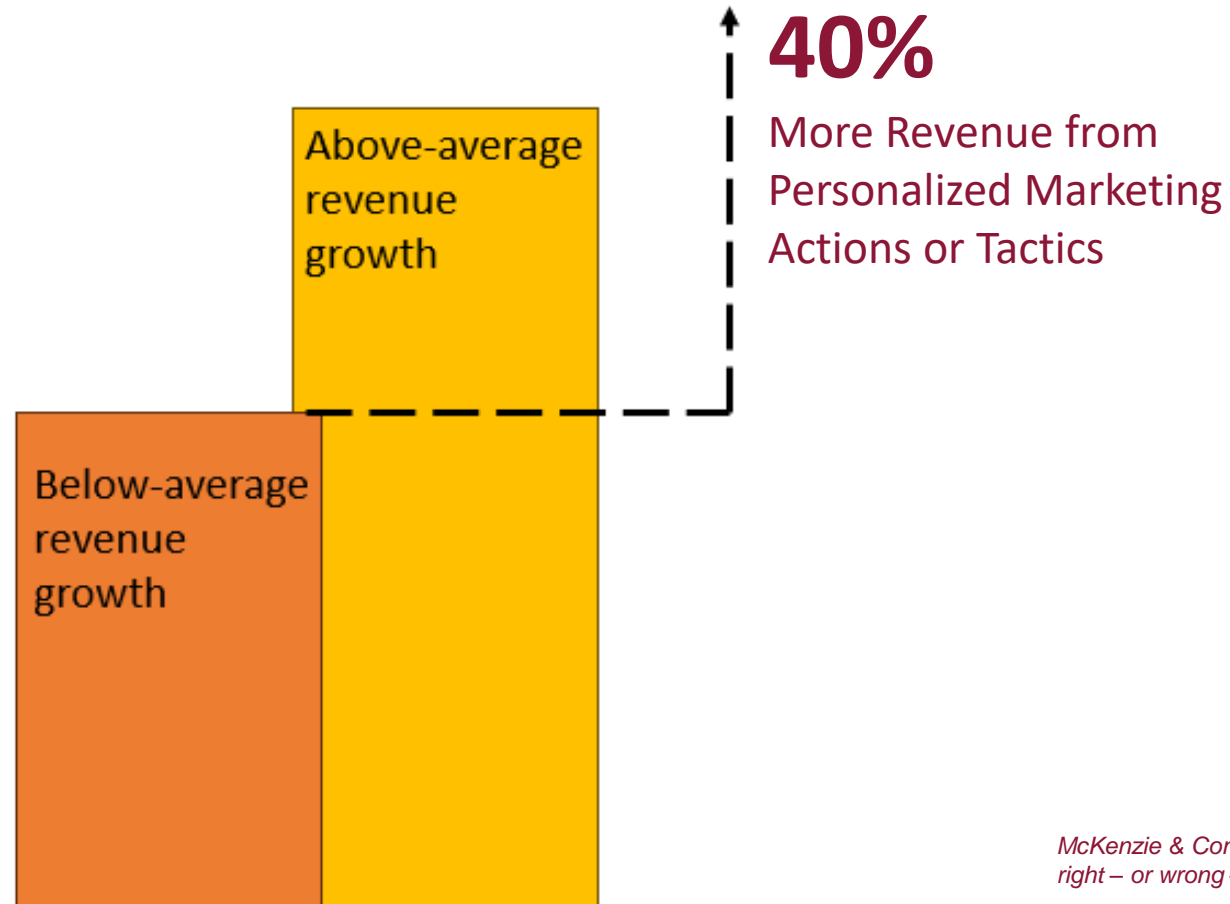 40%
More Revenue from
Personalized Marketing
Actions or Tactics
Above-average
revenue
growth
Below-average
revenue
growth
McKenzie &
right – or wrong